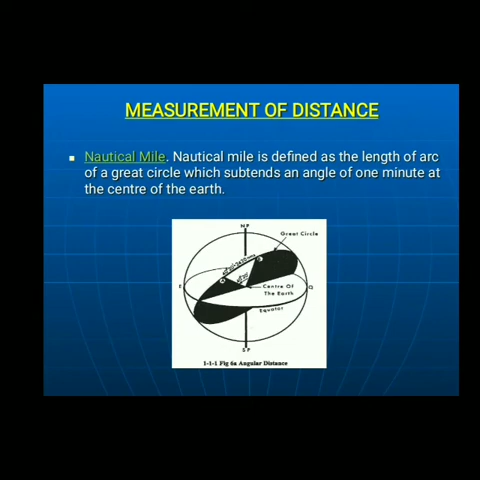 MEASUREMENT OF DISTANCE
Nautical Mile. Nautical mile is defined as the length of arc
of a great circle which subtends an angle of one minute at
the centre of the earth.
NP
Great Circle
E
Q
Centre Of
The Earth
Equator
SP
1-1-1 Fig 6a Angular Distance